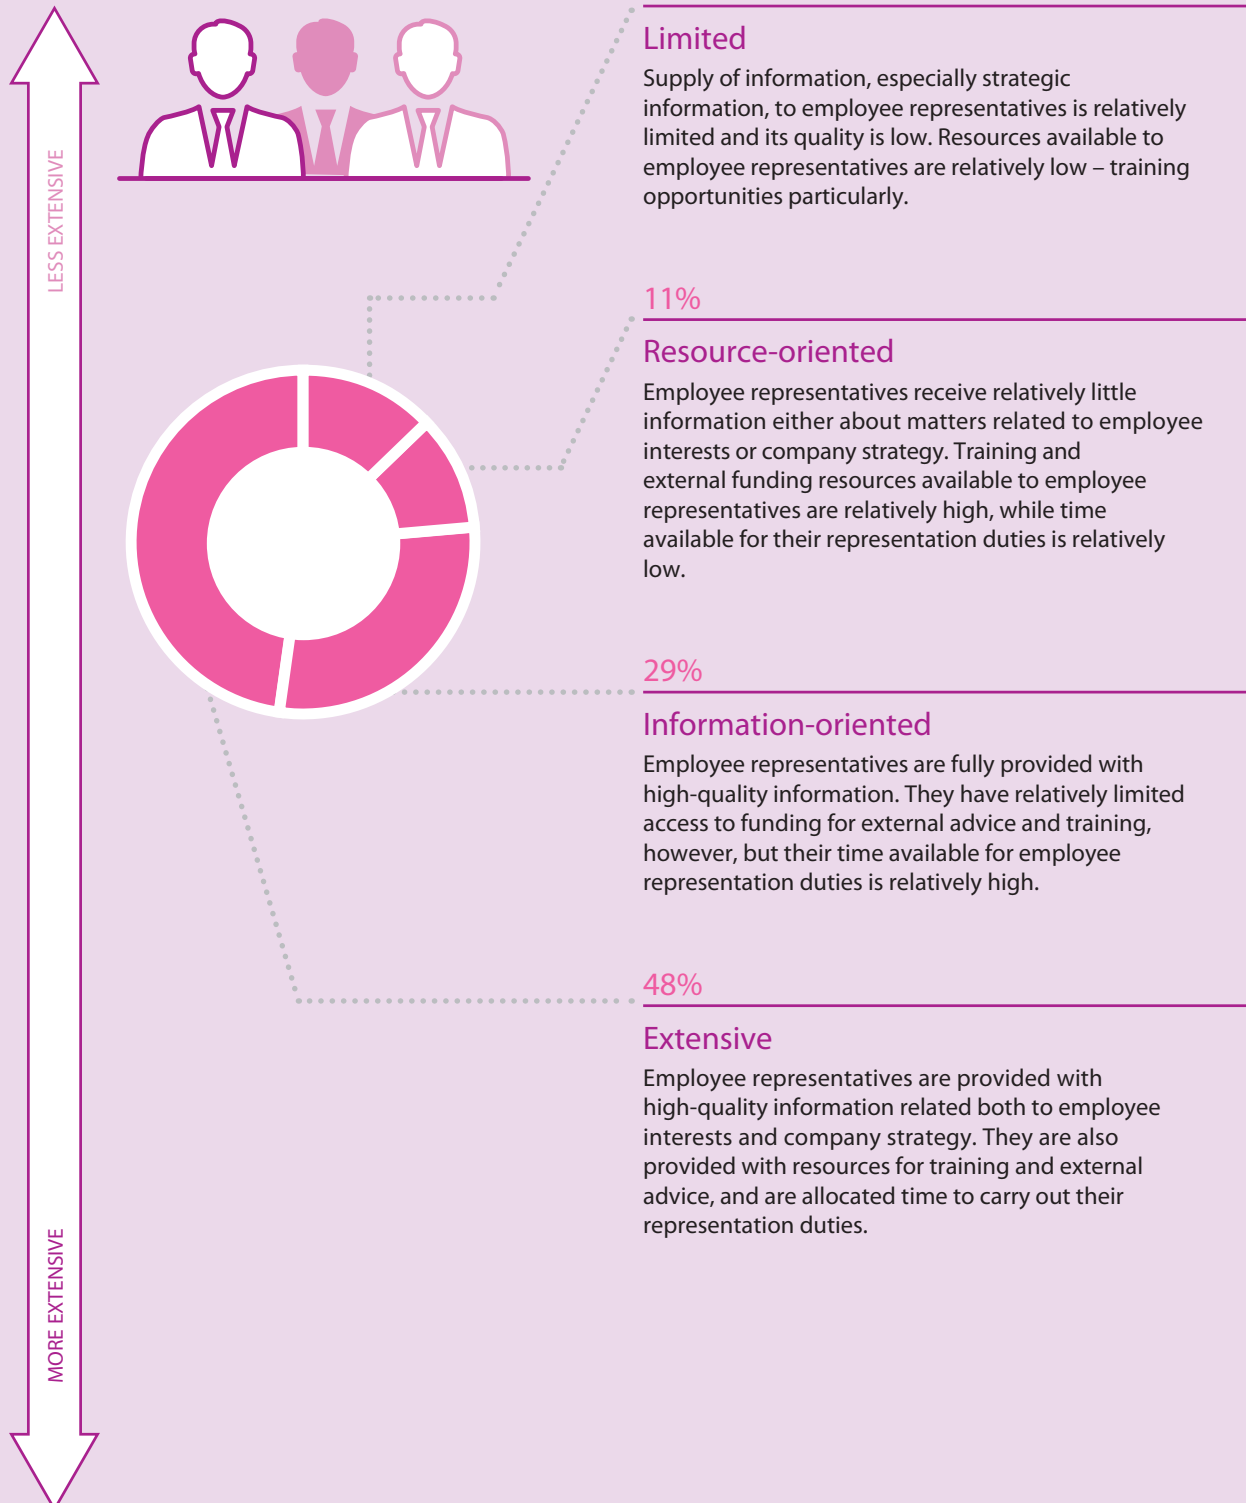 LESS EXTENSIVE
MORE EXTENSIVE
Limited
Supply of information, especially strategic
information, to employee representatives is relatively
limited and its quality is low. Resources available to
employee representatives are relatively low – training
opportunities particularly.
11%
Resource-oriented
Employee representatives receive relatively little
information either about matters related to employee
interests or company strategy. Training and
external funding resources available to employee
representatives are relatively high, while time
available for their representation duties is relatively
low.
29%
Information-oriented
Employee representatives are fully provided with
high-quality information. They have relatively limited
access to funding for external advice and training,
however, but their time available for employee
representation duties is relatively high.
48%
Extensive
Employee representatives are provided with
high-quality information related both to employee
interests and company strategy. They are also
provided with resources for training and external
advice, and are allocated time to carry out their
representation duties.